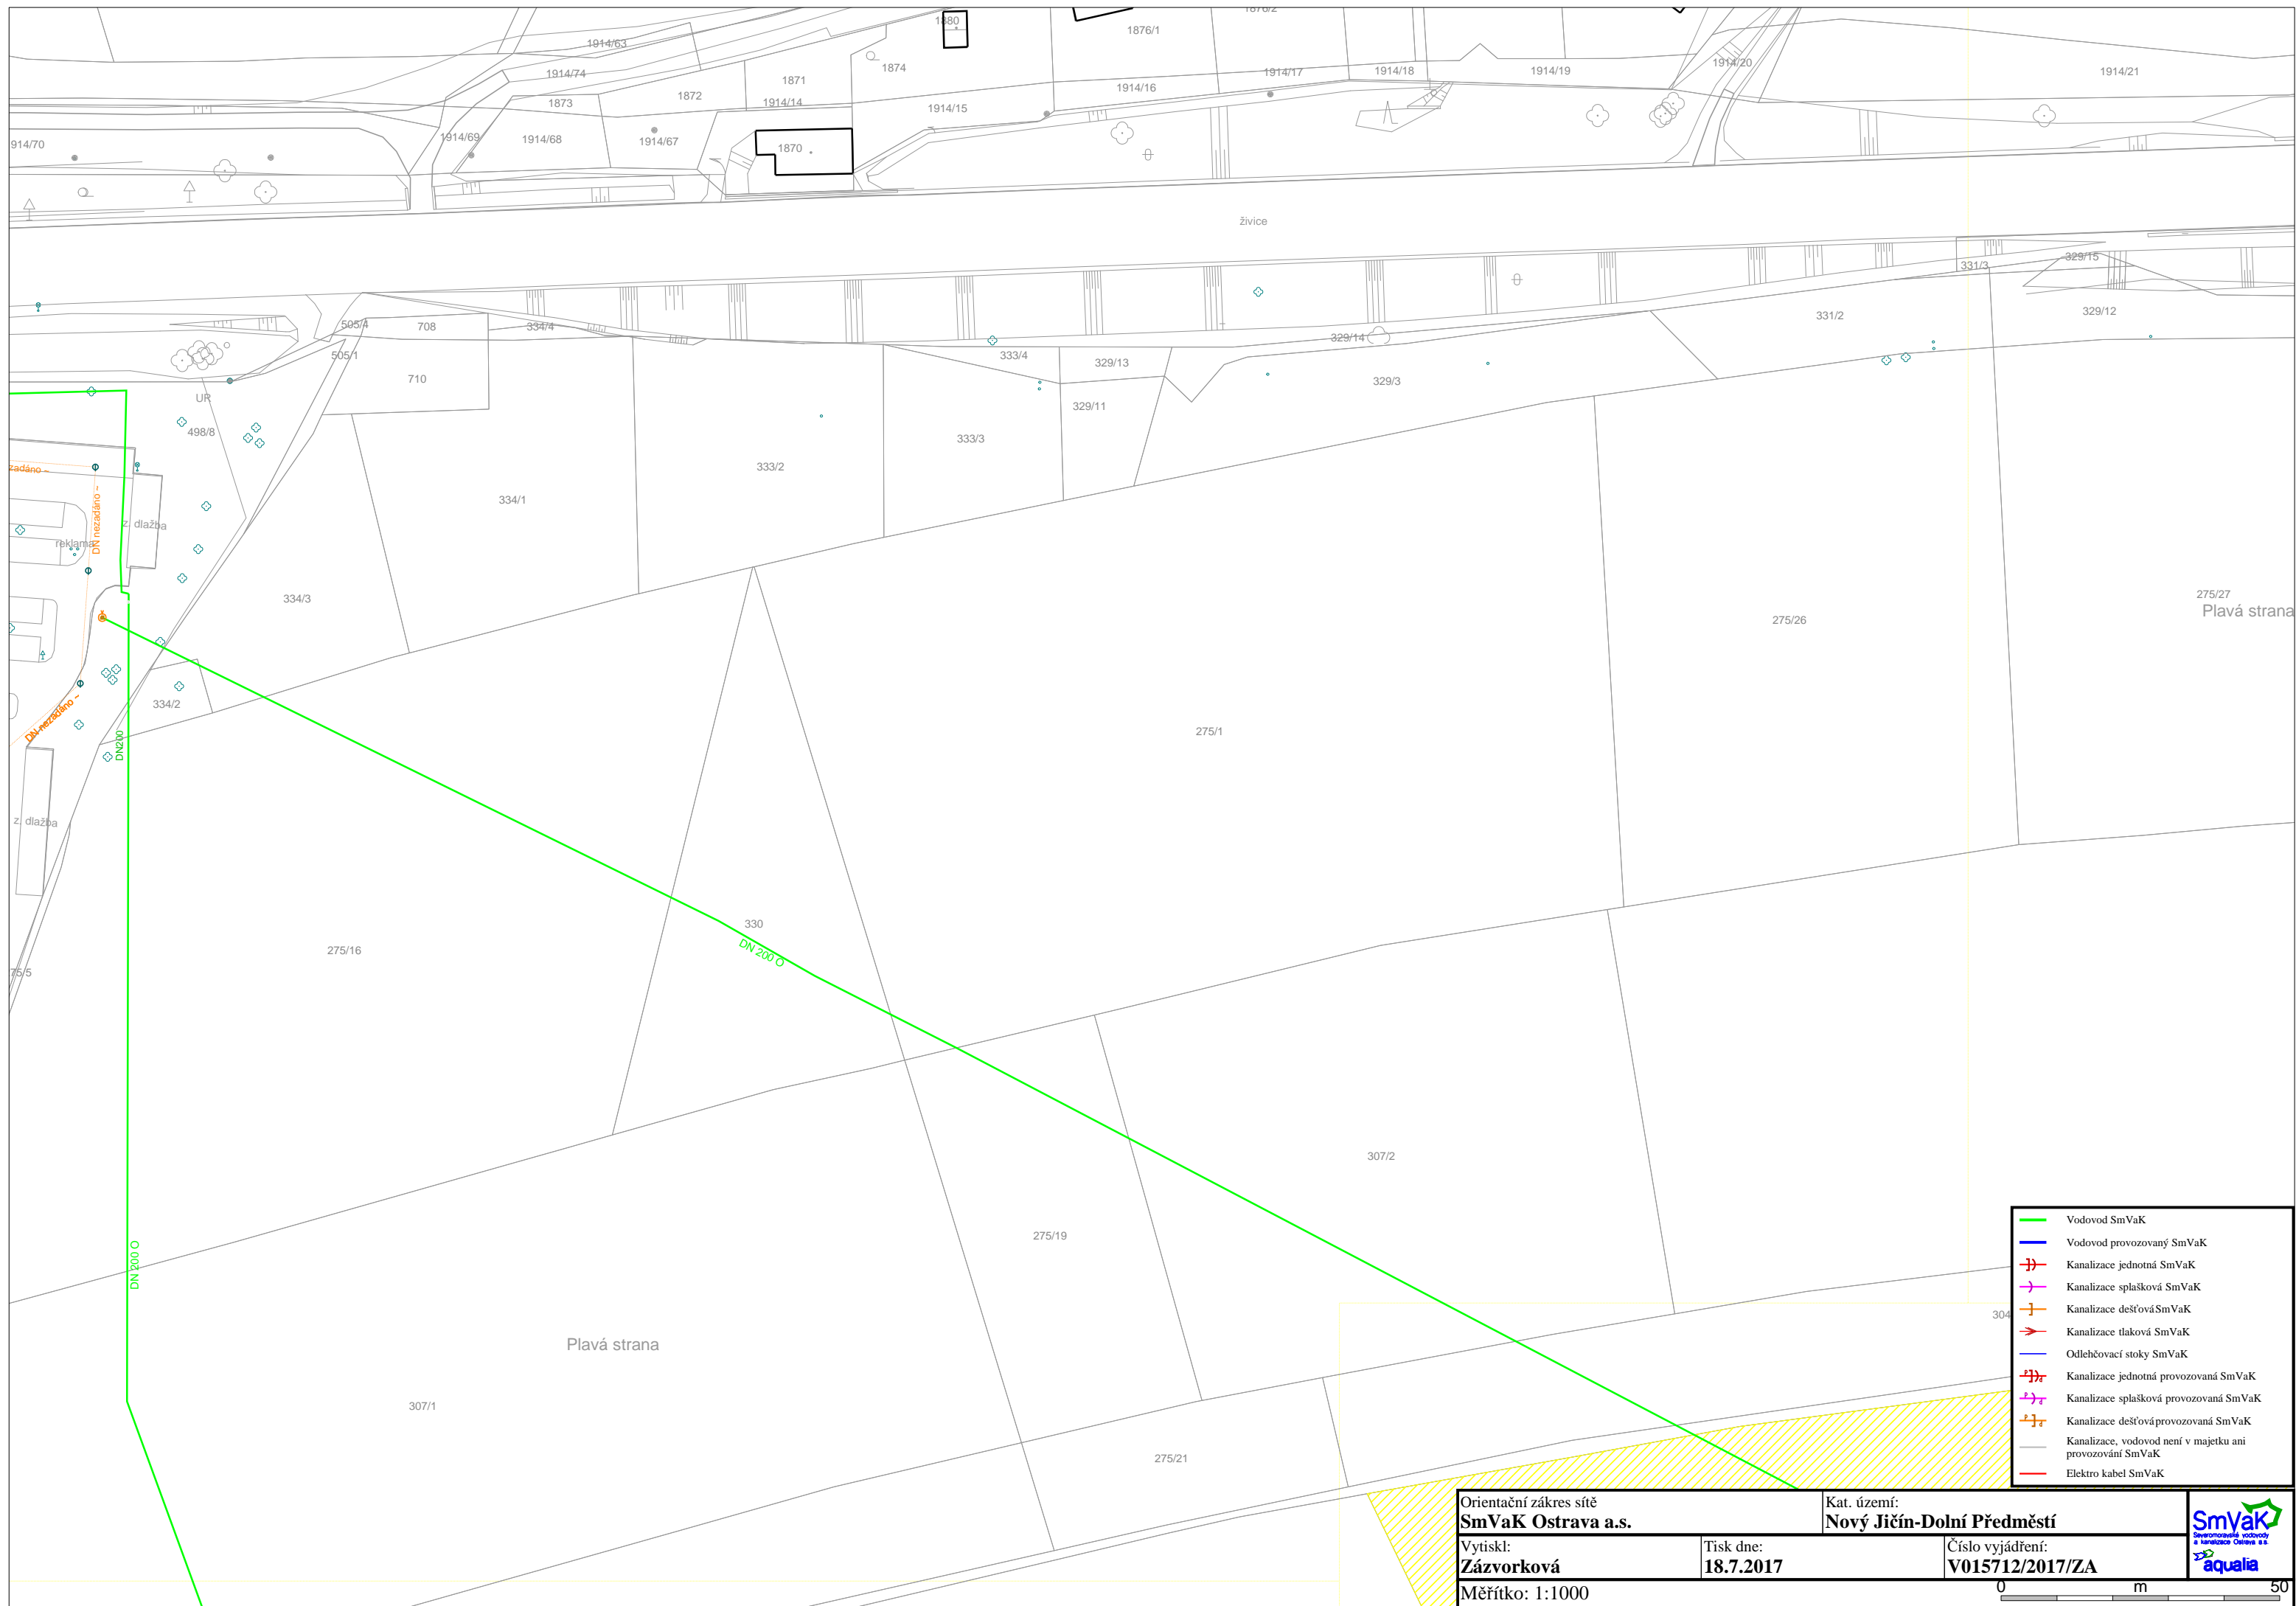 1880
1876/2
1876/1
1914/63
1914/74
1871
1874
1914/17
1914/18
1914/19
1914/20
1914/21
1873
1872
1914/14
1914/15
1914/16
914/70
1914/69
1914/68
1914/67
1870
živice
505/4
708
334/4
333/4
329/14
331/3
329/15
331/2
329/12
505/1
710
329/13
329/3
329/11
UR
498/8
333/3
333/2
334/1
zadáno ~
DN nezadáno ~
z. dlažba
reklama
334/3
275/26
275/27
Plavá strana
334/2
DN nezadáno ~
DN200
275/1
z. dlažba
330
DN 200 O
275/16
75/5
307/2
275/19
DN 200 O
Plavá strana
307/1
275/21
304
Vodovod SmVaK
Vodovod provozovaný SmVaK
Kanalizace jednotná SmVaK
Kanalizace splašková SmVaK
Kanalizace dešťováSmVaK
Kanalizace tlaková SmVaK
Odlehčovací stoky SmVaK
Kanalizace jednotná provozovaná SmVaK
Kanalizace splašková provozovaná SmVaK
Kanalizace dešťováprovozovaná SmVaK
Kanalizace, vodovod není v majetku ani
provozování SmVaK
Elektro kabel SmVaK
Orientační zákres sítě
SmVaK Ostrava a.s.
Kat. území:
Nový Jičín-Dolní Předměstí
Vytiskl:
Zázvorková
Tisk dne:
18.7.2017
Číslo vyjádření:
V015712/2017/ZA
SmVaK
Severomoravské vodovody
a kanalizace Ostrava a.s.
aqualia
Měřítko: 1:1000
0 m 50